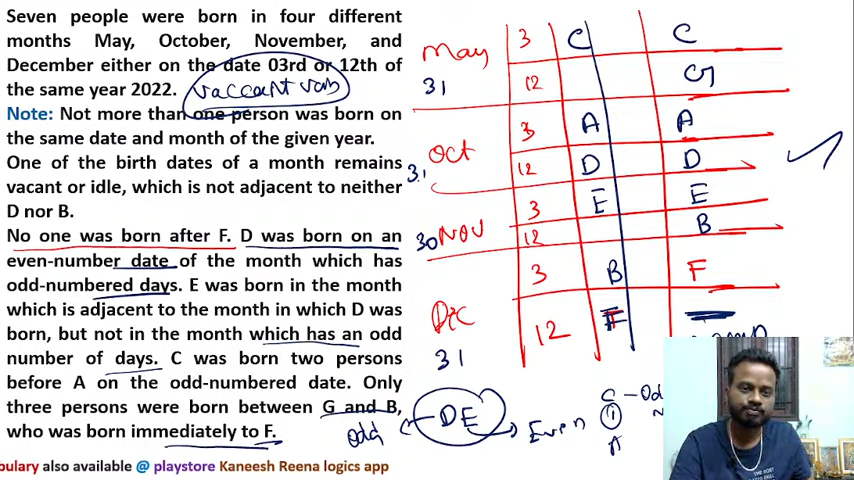 Seven people were born in four different
months May, October, November, and
December either on the date 03rd or 12th of
the same year 2022. vaccant var
Note: Not more than one person was born on
the same date and month of the given year.
One of the birth dates of a month remains
vacant or idle, which is not adjacent to neither
D nor B.
No one was born after F. D was born on an
even-number date of the month which has
odd-numbered days. E was born in the month
which is adjacent to the month in which D was
born, but not in the month which has an odd
number of days. C was born two persons
before A on the odd-numbered date. Only
three persons were born between G and B,
who was born immediately to F.
bulary also available @ playstore Kaneesh Reena logics app
May 3 C C
31 12 G
Oct 3 A A
31 12 D D
3 E E
30 Nov 12 B
3 B F
Dec 12 F
31
odd DE Even
C - Od
1
A